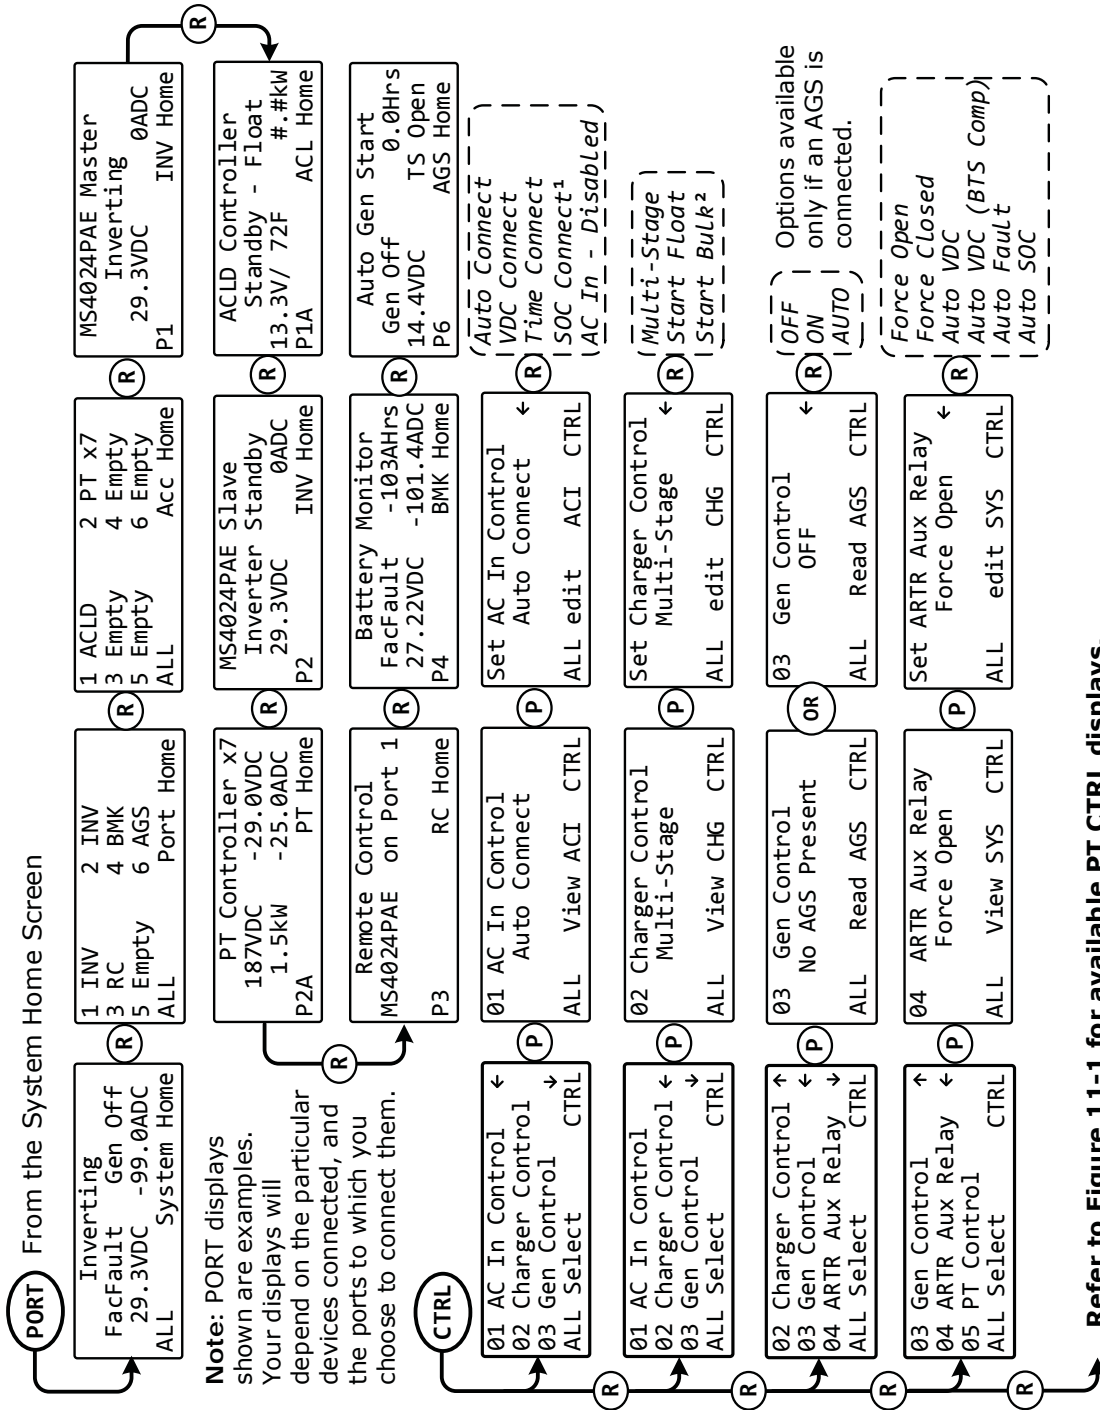 PORT
From the System Home Screen
Inverting
FacFault Gen Off
29.3VDC -99.0ADC
ALL System Home
R
1 INV 2 INV
3 RC 4 BMK
5 Empty 6 AGS
ALL Port Home
R
1 ACLD 2 PT x7
3 Empty 4 Empty
5 Empty 6 Empty
ALL Acc Home
R
MS4024PAE Master
Inverting
29.3VDC 0ADC
P1 INV Home
R
ACLD Controller
Standby - Float
13.3V/ 72F #.#kW
P1A ACL Home
R
MS4024PAE Slave
Inverter Standby
29.3VDC 0ADC
P2 INV Home
R
PT Controller x7
187VDC -29.0VDC
1.5kW -25.0ADC
P2A PT Home
R
Remote Control
MS4024PAE on Port 1
P3 RC Home
R
Battery Monitor
FacFault -103AHrs
27.22VDC -101.4ADC
P4 BMK Home
R
Auto Gen Start
Gen Off 0.0Hrs
14.4VDC TS Open
P6 AGS Home
Note: PORT displays
shown are examples.
Your displays will
depend on the particular
devices connected, and
the ports to which you
choose to connect them.
CTRL
01 AC In Control ←
02 Charger Control
03 Gen Control ↓
ALL Select CTRL
P
01 AC In Control
Auto Connect
ALL View ACI CTRL
P
Set AC In Control
Auto Connect ←
ALL edit ACI CTRL
R
Auto Connect
VDC Connect
Time Connect
SOC Connect¹
AC In - Disabled
R
01 AC In Control
02 Charger Control ←
03 Gen Control ↓
ALL Select CTRL
P
02 Charger Control
Multi-Stage
ALL View CHG CTRL
P
Set Charger Control
Multi-Stage ←
ALL edit CHG CTRL
R
Multi-Stage
Start Float
Start Bulk²
R
02 Charger Control ↑
03 Gen Control ←
04 ARTR Aux Relay ↓
ALL Select CTRL
P
03 Gen Control
No AGS Present
ALL Read AGS CTRL
OR
03 Gen Control
OFF ←
ALL Read AGS CTRL
R
OFF
ON
AUTO
Options available
only if an AGS is
connected.
R
03 Gen Control ↑
04 ARTR Aux Relay ←
05 PT Control
ALL Select CTRL
P
04 ARTR Aux Relay
Force Open
ALL View SYS CTRL
P
Set ARTR Aux Relay
Force Open ←
ALL edit SYS CTRL
R
Force Open
Force Closed
Auto VDC
Auto VDC (BTS Comp)
Auto Fault
Auto SOC
R
Refer to Figure 11-1 for available PT CTRL displays.